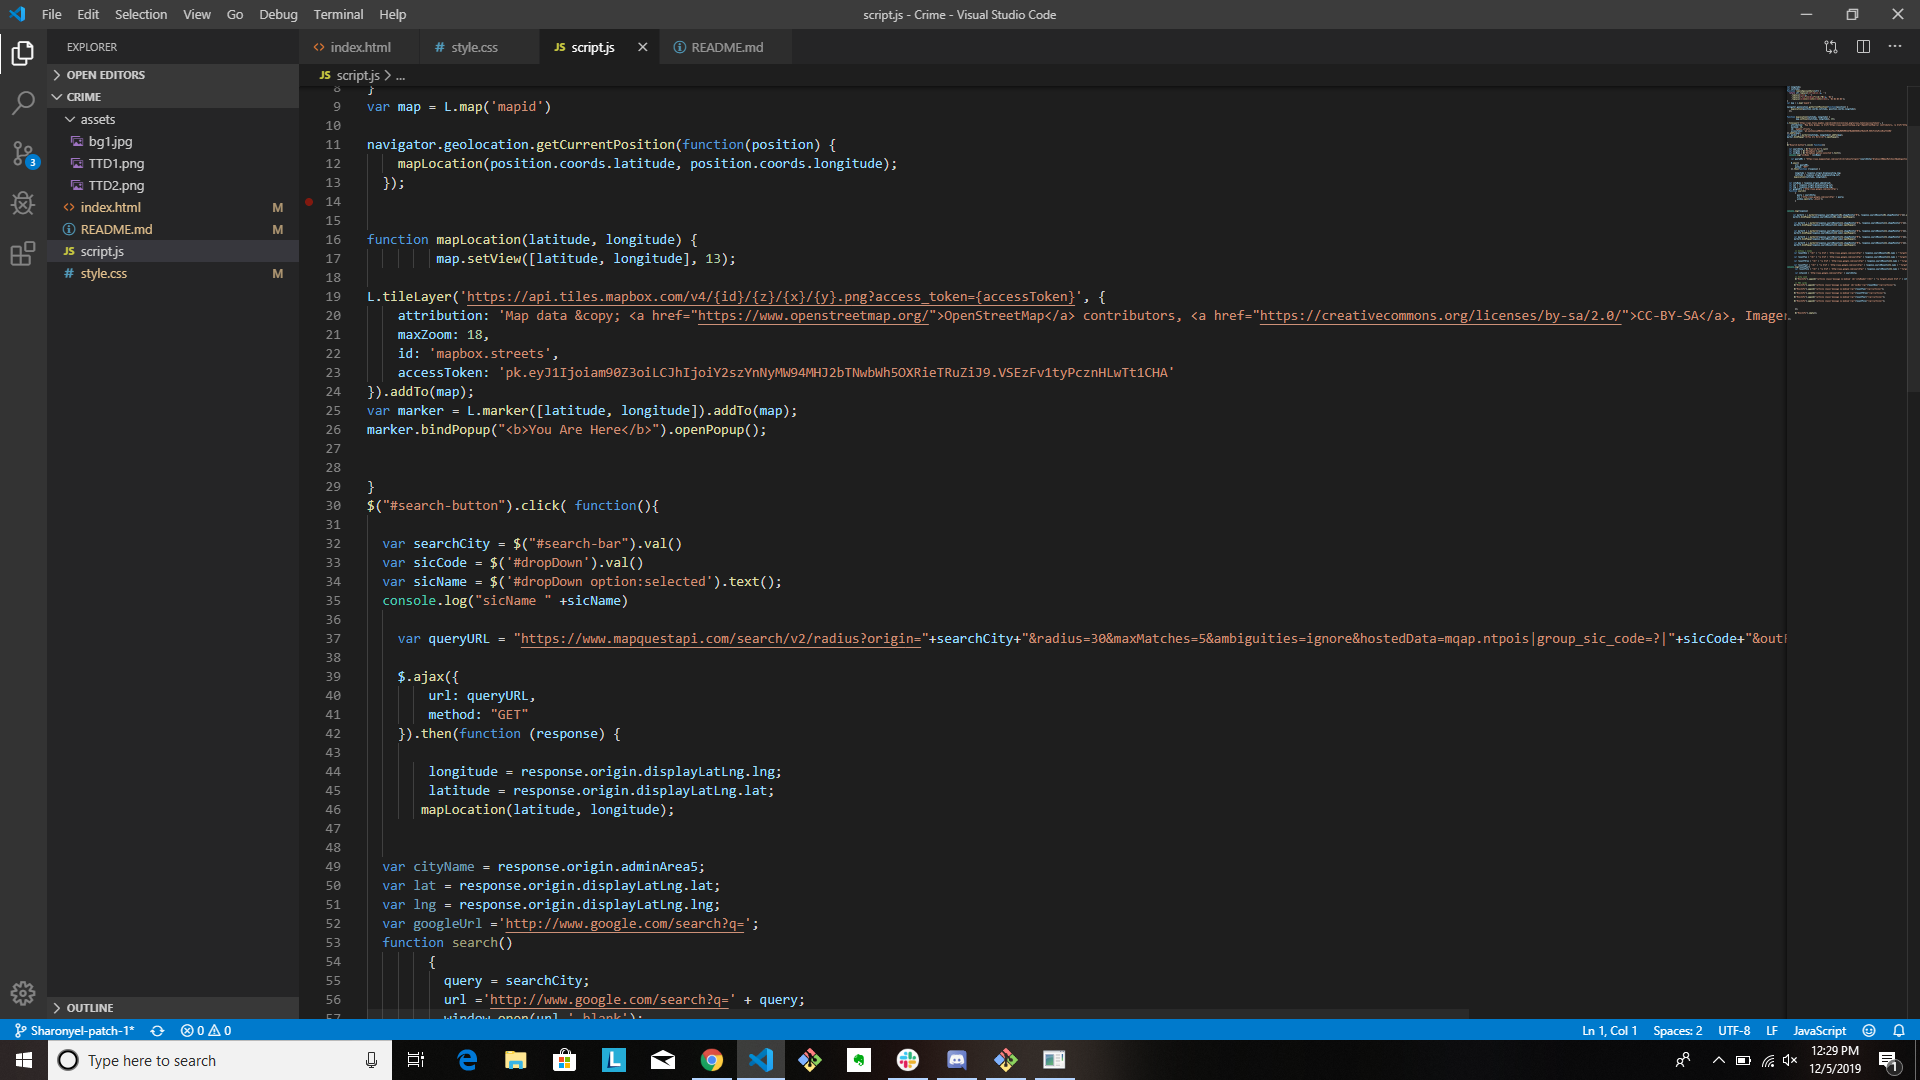 File Edit Selection View Go Debug Terminal Help
script.js - Crime - Visual Studio Code
EXPLORER
OPEN EDITORS
CRIME
assets
bg1.jpg
TTD1.png
TTD2.png
<> index.html M
README.md M
JS script.js
# style.css M
OUTLINE
3
<> index.html
# style.css
JS script.js
README.md
JS script.js > ...
8 }
9 var map = L.map('mapid')
10
11 navigator.geolocation.getCurrentPosition(function(position) {
12 mapLocation(position.coords.latitude, position.coords.longitude);
13 });
14
15
16 function mapLocation(latitude, longitude) {
17 map.setView([latitude, longitude], 13);
18
19 L.tileLayer('https://api.tiles.mapbox.com/v4/{id}/{z}/{x}/{y}.png?access_token={accessToken}', {
20 attribution: 'Map data &copy; <a href="https://www.openstreetmap.org/">OpenStreetMap</a> contributors, <a href="https://creativecommons.org/licenses/by-sa/2.0/">CC-BY-SA</a>, Imager
21 maxZoom: 18,
22 id: 'mapbox.streets',
23 accessToken: 'pk.eyJ1Ijoiam90Z3oiLCJhIjoiY2szYnNyMW94MHJ2bTNwbWh5OXRieTRuZiJ9.VSEzFv1tyPcznHLwTt1CHA'
24 }).addTo(map);
25 var marker = L.marker([latitude, longitude]).addTo(map);
26 marker.bindPopup("<b>You Are Here</b>").openPopup();
27
28
29 }
30 $("#search-button").click( function(){
31
32 var searchCity = $("#search-bar").val()
33 var sicCode = $('#dropDown').val()
34 var sicName = $('#dropDown option:selected').text();
35 console.log("sicName " +sicName)
36
37 var queryURL = "https://www.mapquestapi.com/search/v2/radius?origin="+searchCity+"&radius=30&maxMatches=5&ambiguities=ignore&hostedData=mqap.ntpois|group_sic_code=?|"+sicCode+"&outF
38
39 $.ajax({
40 url: queryURL,
41 method: "GET"
42 }).then(function (response) {
43
44 longitude = response.origin.displayLatLng.lng;
45 latitude = response.origin.displayLatLng.lat;
46 mapLocation(latitude, longitude);
47
48
49 var cityName = response.origin.adminArea5;
50 var lat = response.origin.displayLatLng.lat;
51 var lng = response.origin.displayLatLng.lng;
52 var googleUrl ='http://www.google.com/search?q=';
53 function search()
54 {
55 query = searchCity;
56 url ='http://www.google.com/search?q=' + query;
57 window.open(url,'_blank');
Sharonyel-patch-1* 0 0
Ln 1, Col 1 Spaces: 2 UTF-8 LF JavaScript
Type here to search
L
12:29 PM
12/5/2019
1